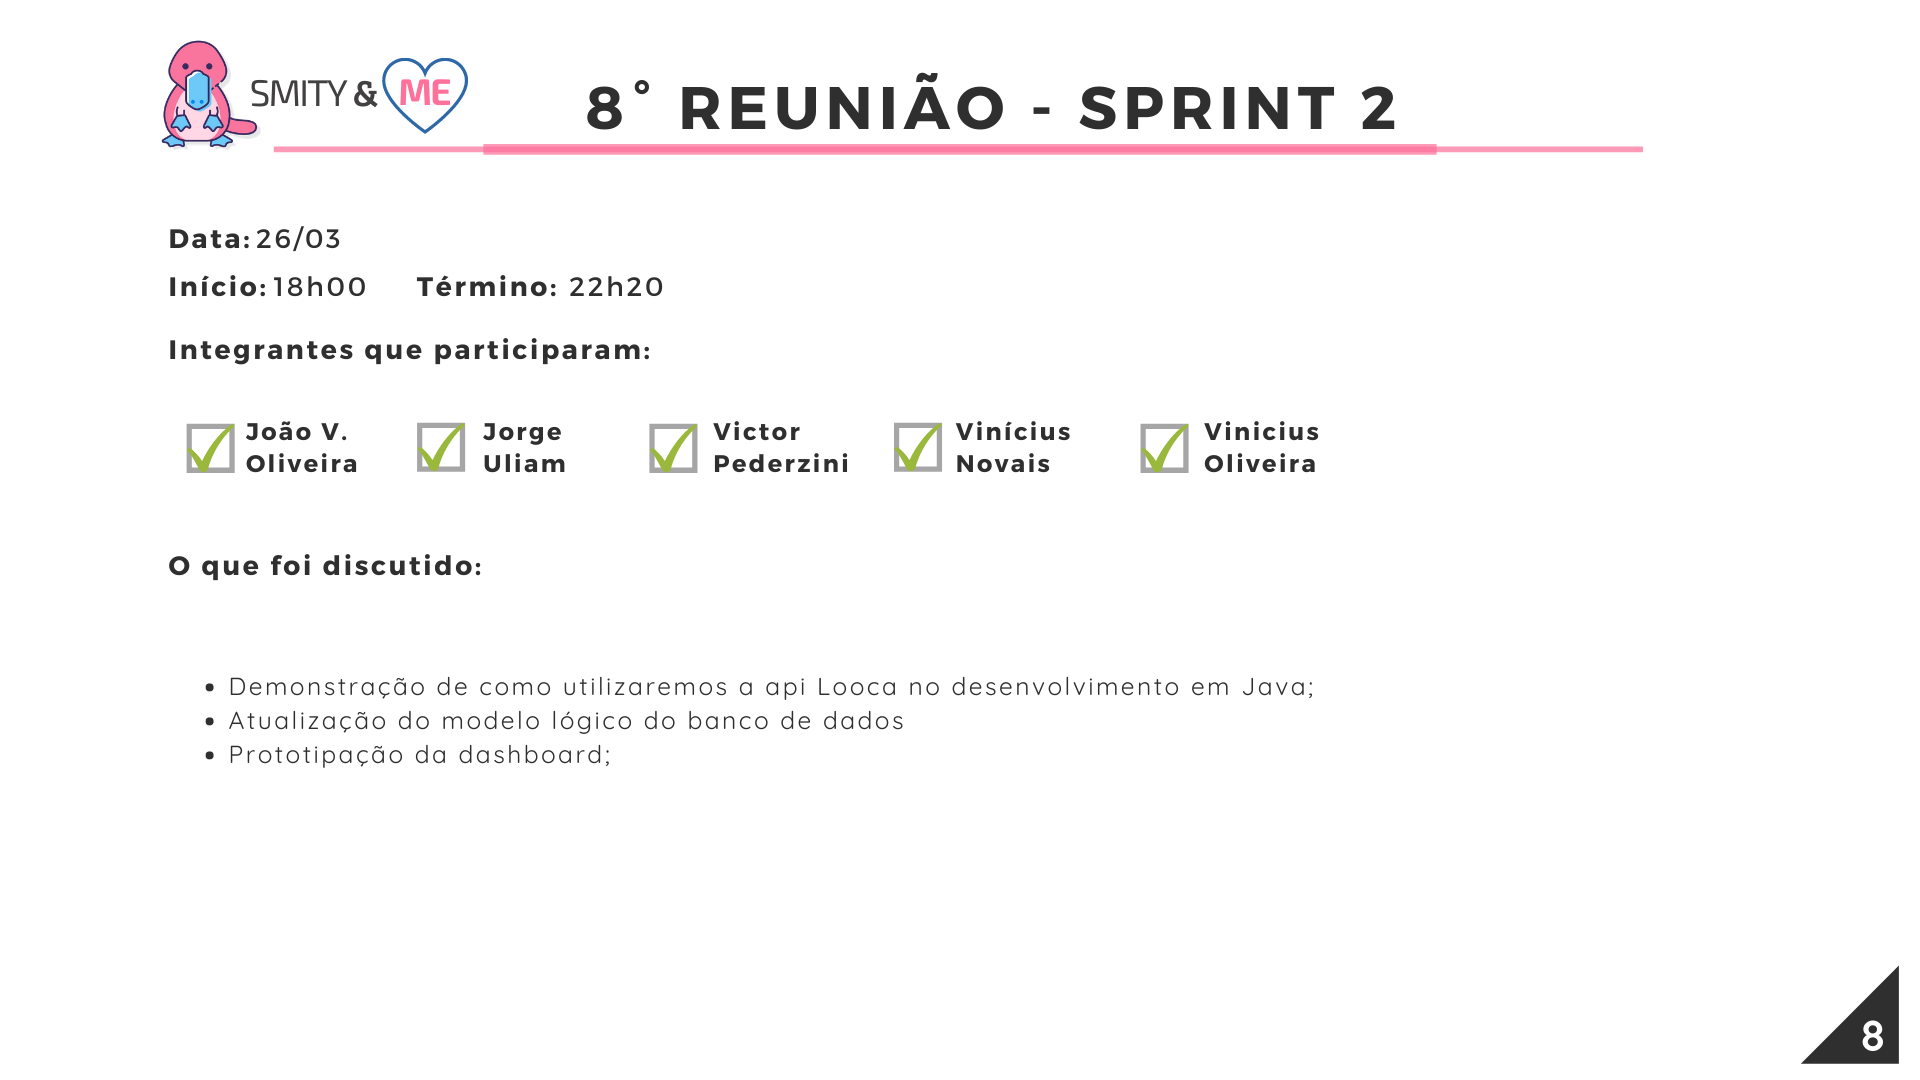 SMITY & ME
8° REUNIÃO - SPRINT 2
Data: 26/03
Início: 18h00 Término: 22h20
Integrantes que participaram:
João V. Oliveira
Jorge Uliam
Victor Pederzini
Vinícius Novais
Vinicius Oliveira
O que foi discutido:
• Demonstração de como utilizaremos a api Looca no desenvolvimento em Java;
• Atualização do modelo lógico do banco de dados
• Prototipação da dashboard;
8